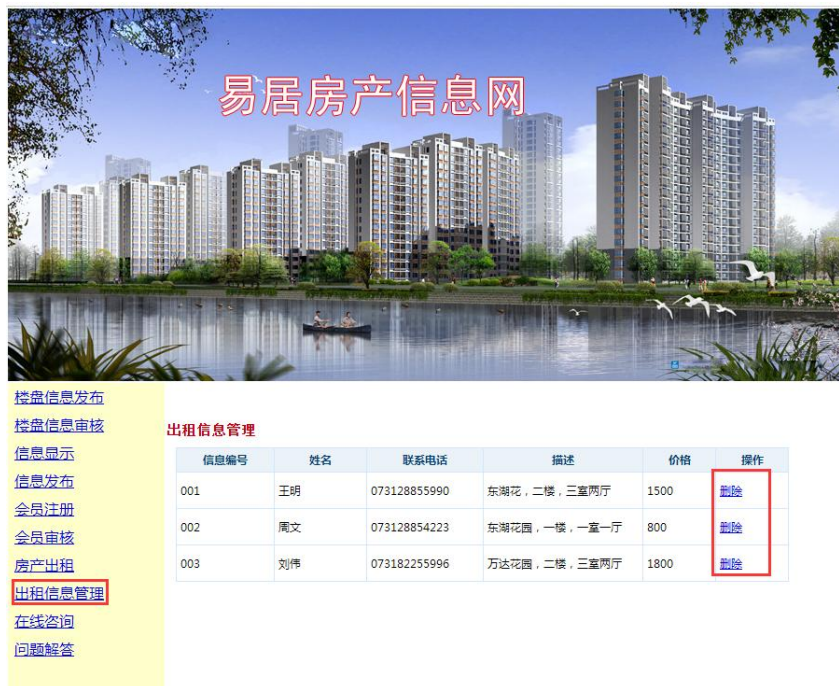 易居房产信息网
楼盘信息发布
楼盘信息审核
信息显示
信息发布
会员注册
会员审核
房产出租
出租信息管理
在线咨询
问题解答
出租信息管理
信息编号 姓名 联系电话 描述 价格 操作
001 王明 073128855990 东湖花，二楼，三室两厅 1500 删除
002 周文 073128854223 东湖花园，一楼，一室一厅 800 删除
003 刘伟 073182255996 万达花园，二楼，三室两厅 1800 删除